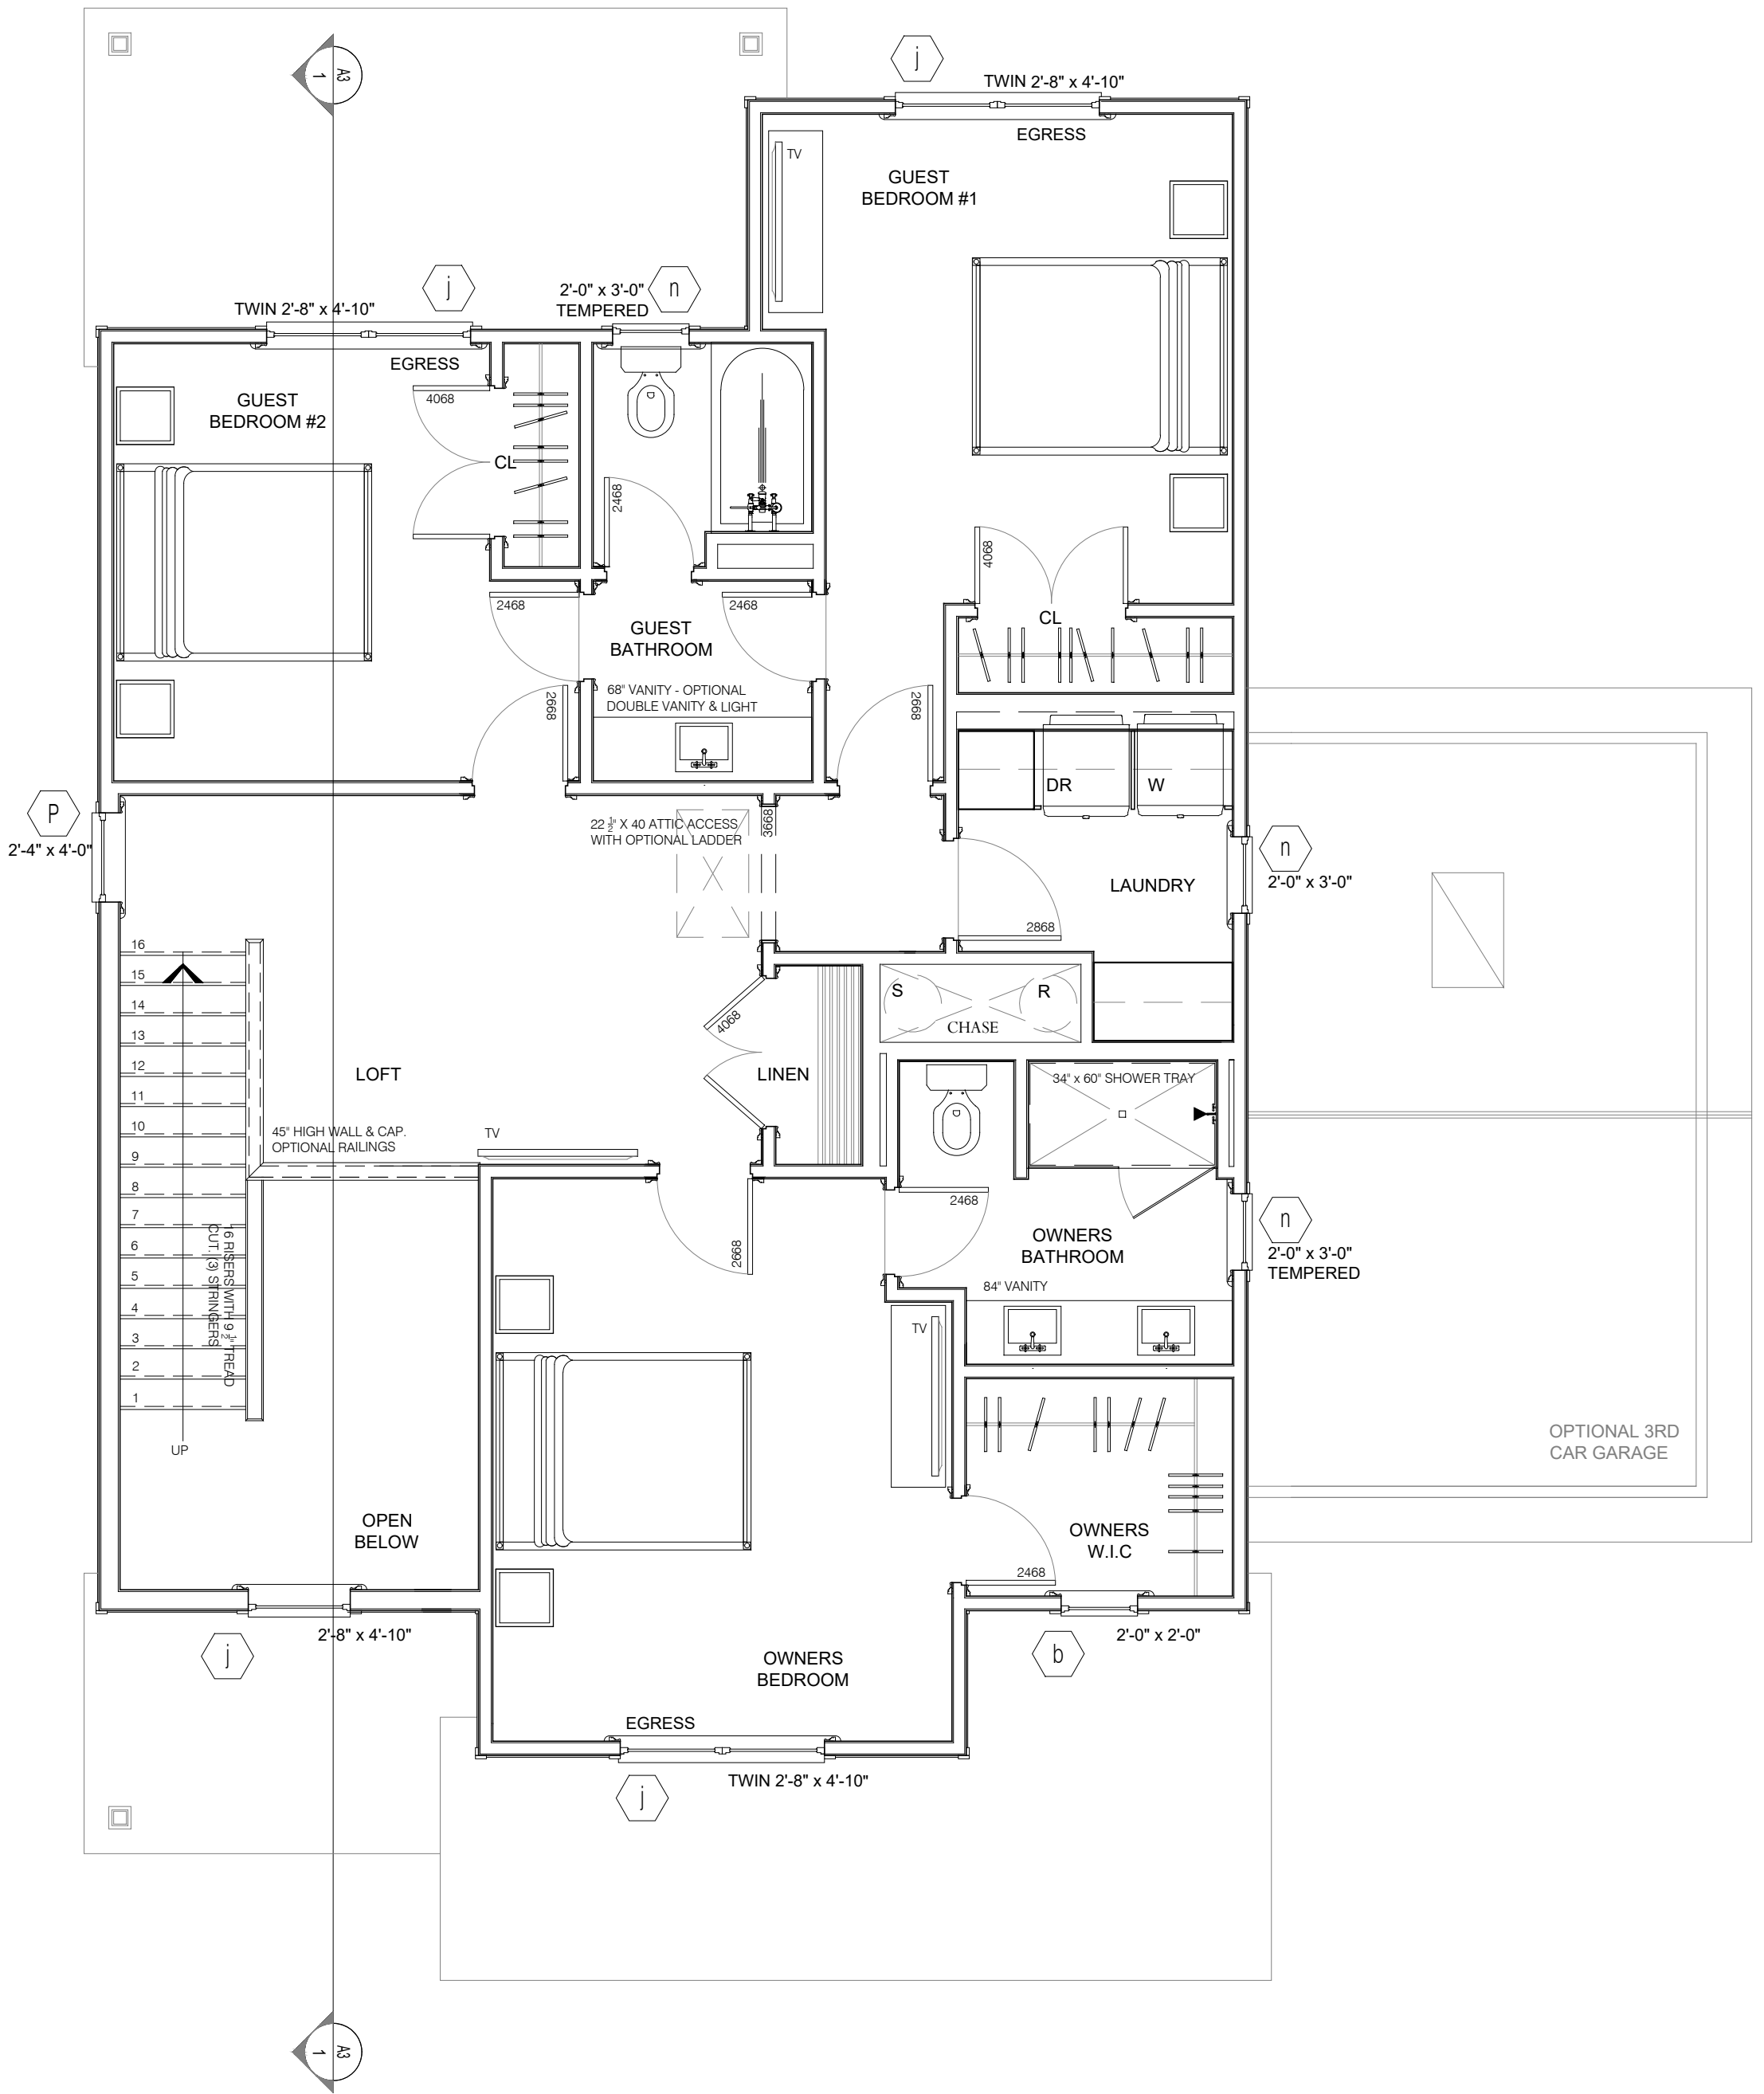 A3
1
j
TWIN 2'-8" x 4'-10"
EGRESS
TV
GUEST
BEDROOM #1
j
TWIN 2'-8" x 4'-10"
EGRESS
2'-0" x 3'-0"
TEMPERED
n
GUEST
BEDROOM #2
4068
CL
2468
4068
CL
2468
2468
GUEST
BATHROOM
68" VANITY - OPTIONAL
DOUBLE VANITY & LIGHT
2668
2668
DR
W
P
2'-4" x 4'-0"
22 ½" X 40 ATTIC ACCESS
WITH OPTIONAL LADDER
3668
n
2'-0" x 3'-0"
LAUNDRY
2868
16
15
14
13
12
11
10
9
8
7
6
5
4
3
2
1
UP
16 RISERS WITH 9 ½" TREAD
CUT. (3) STRINGERS
S
R
CHASE
4068
LOFT
LINEN
34" x 60" SHOWER TRAY
45" HIGH WALL & CAP.
OPTIONAL RAILINGS
TV
2468
2668
OWNERS
BATHROOM
n
2'-0" x 3'-0"
TEMPERED
84" VANITY
TV
OPTIONAL 3RD
CAR GARAGE
OPEN
BELOW
OWNERS
W.I.C
2468
j
2'-8" x 4'-10"
b
2'-0" x 2'-0"
OWNERS
BEDROOM
EGRESS
j
TWIN 2'-8" x 4'-10"
A3
1